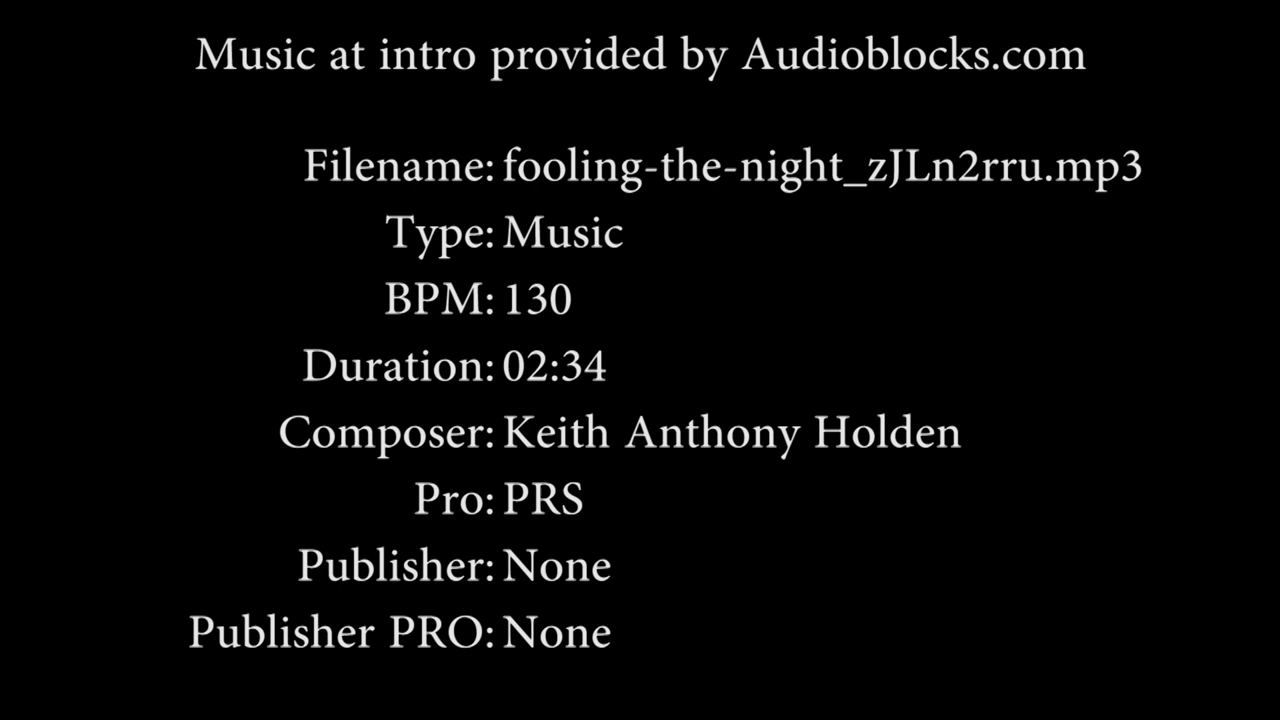 Music at intro provided by Audioblocks.com
Filename: fooling-the-night_zJLn2rru.mp3
Type: Music
BPM: 130
Duration: 02:34
Composer: Keith Anthony Holden
Pro: PRS
Publisher: None
Publisher PRO: None